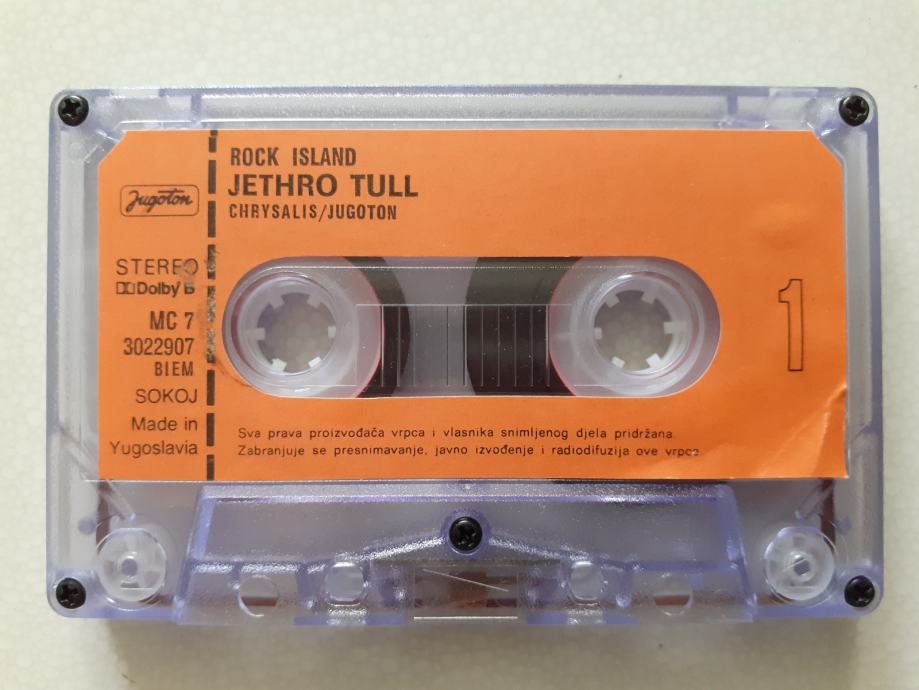 ROCK ISLAND
JETHRO TULL
CHRYSALIS/JUGOTON
Jugoton
STEREO
Dolby B
MC 7
3022907
BIEM
SOKOJ
Made in
Yugoslavia
1
Sva prava proizvođača vrpca i vlasnika snimljenog djela pridržana.
Zabranjuje se presnimavanje, javno izvođenje i radiodifuzija ove vrpce.